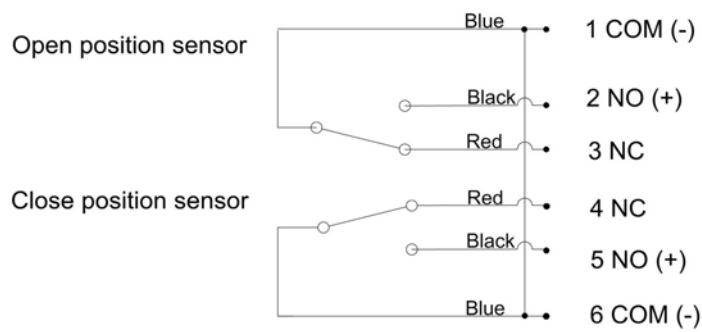 Blue 1 COM (-)
Open position sensor
Black 2 NO (+)
Red 3 NC
Close position sensor Red 4 NC
Black 5 NO (+)
Blue 6 COM (-)